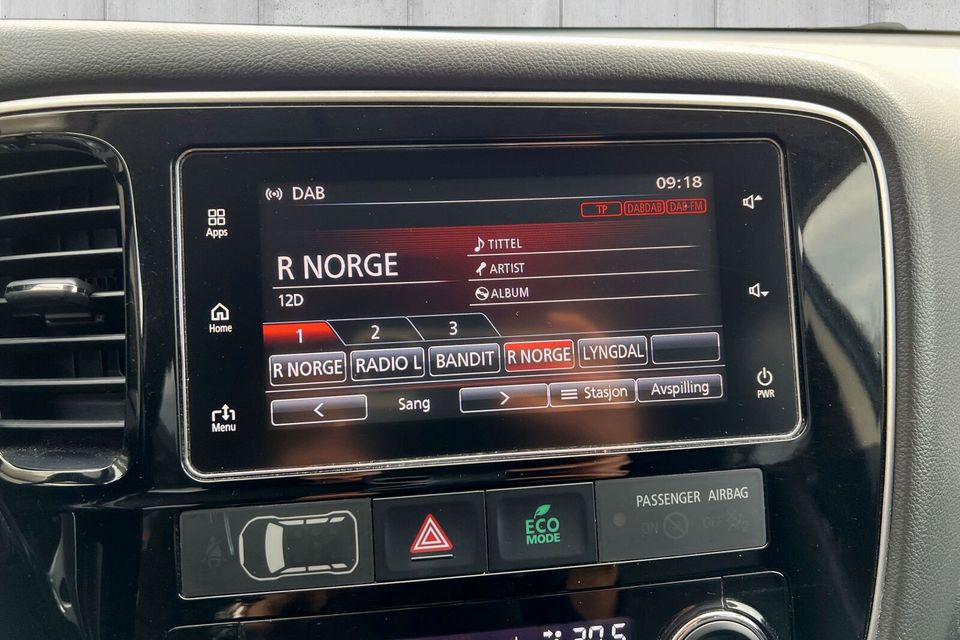 DAB 09:18
TP DABDAB DAB-FM
Apps
TITTEL
R NORGE
ARTIST
12D
ALBUM
Home
1 2 3
R NORGE RADIO L BANDIT R NORGE LYNGDAL
< Sang > Stasjon Avspilling
PWR
Menu
PASSENGER AIRBAG
ECO
MODE
ON OFF